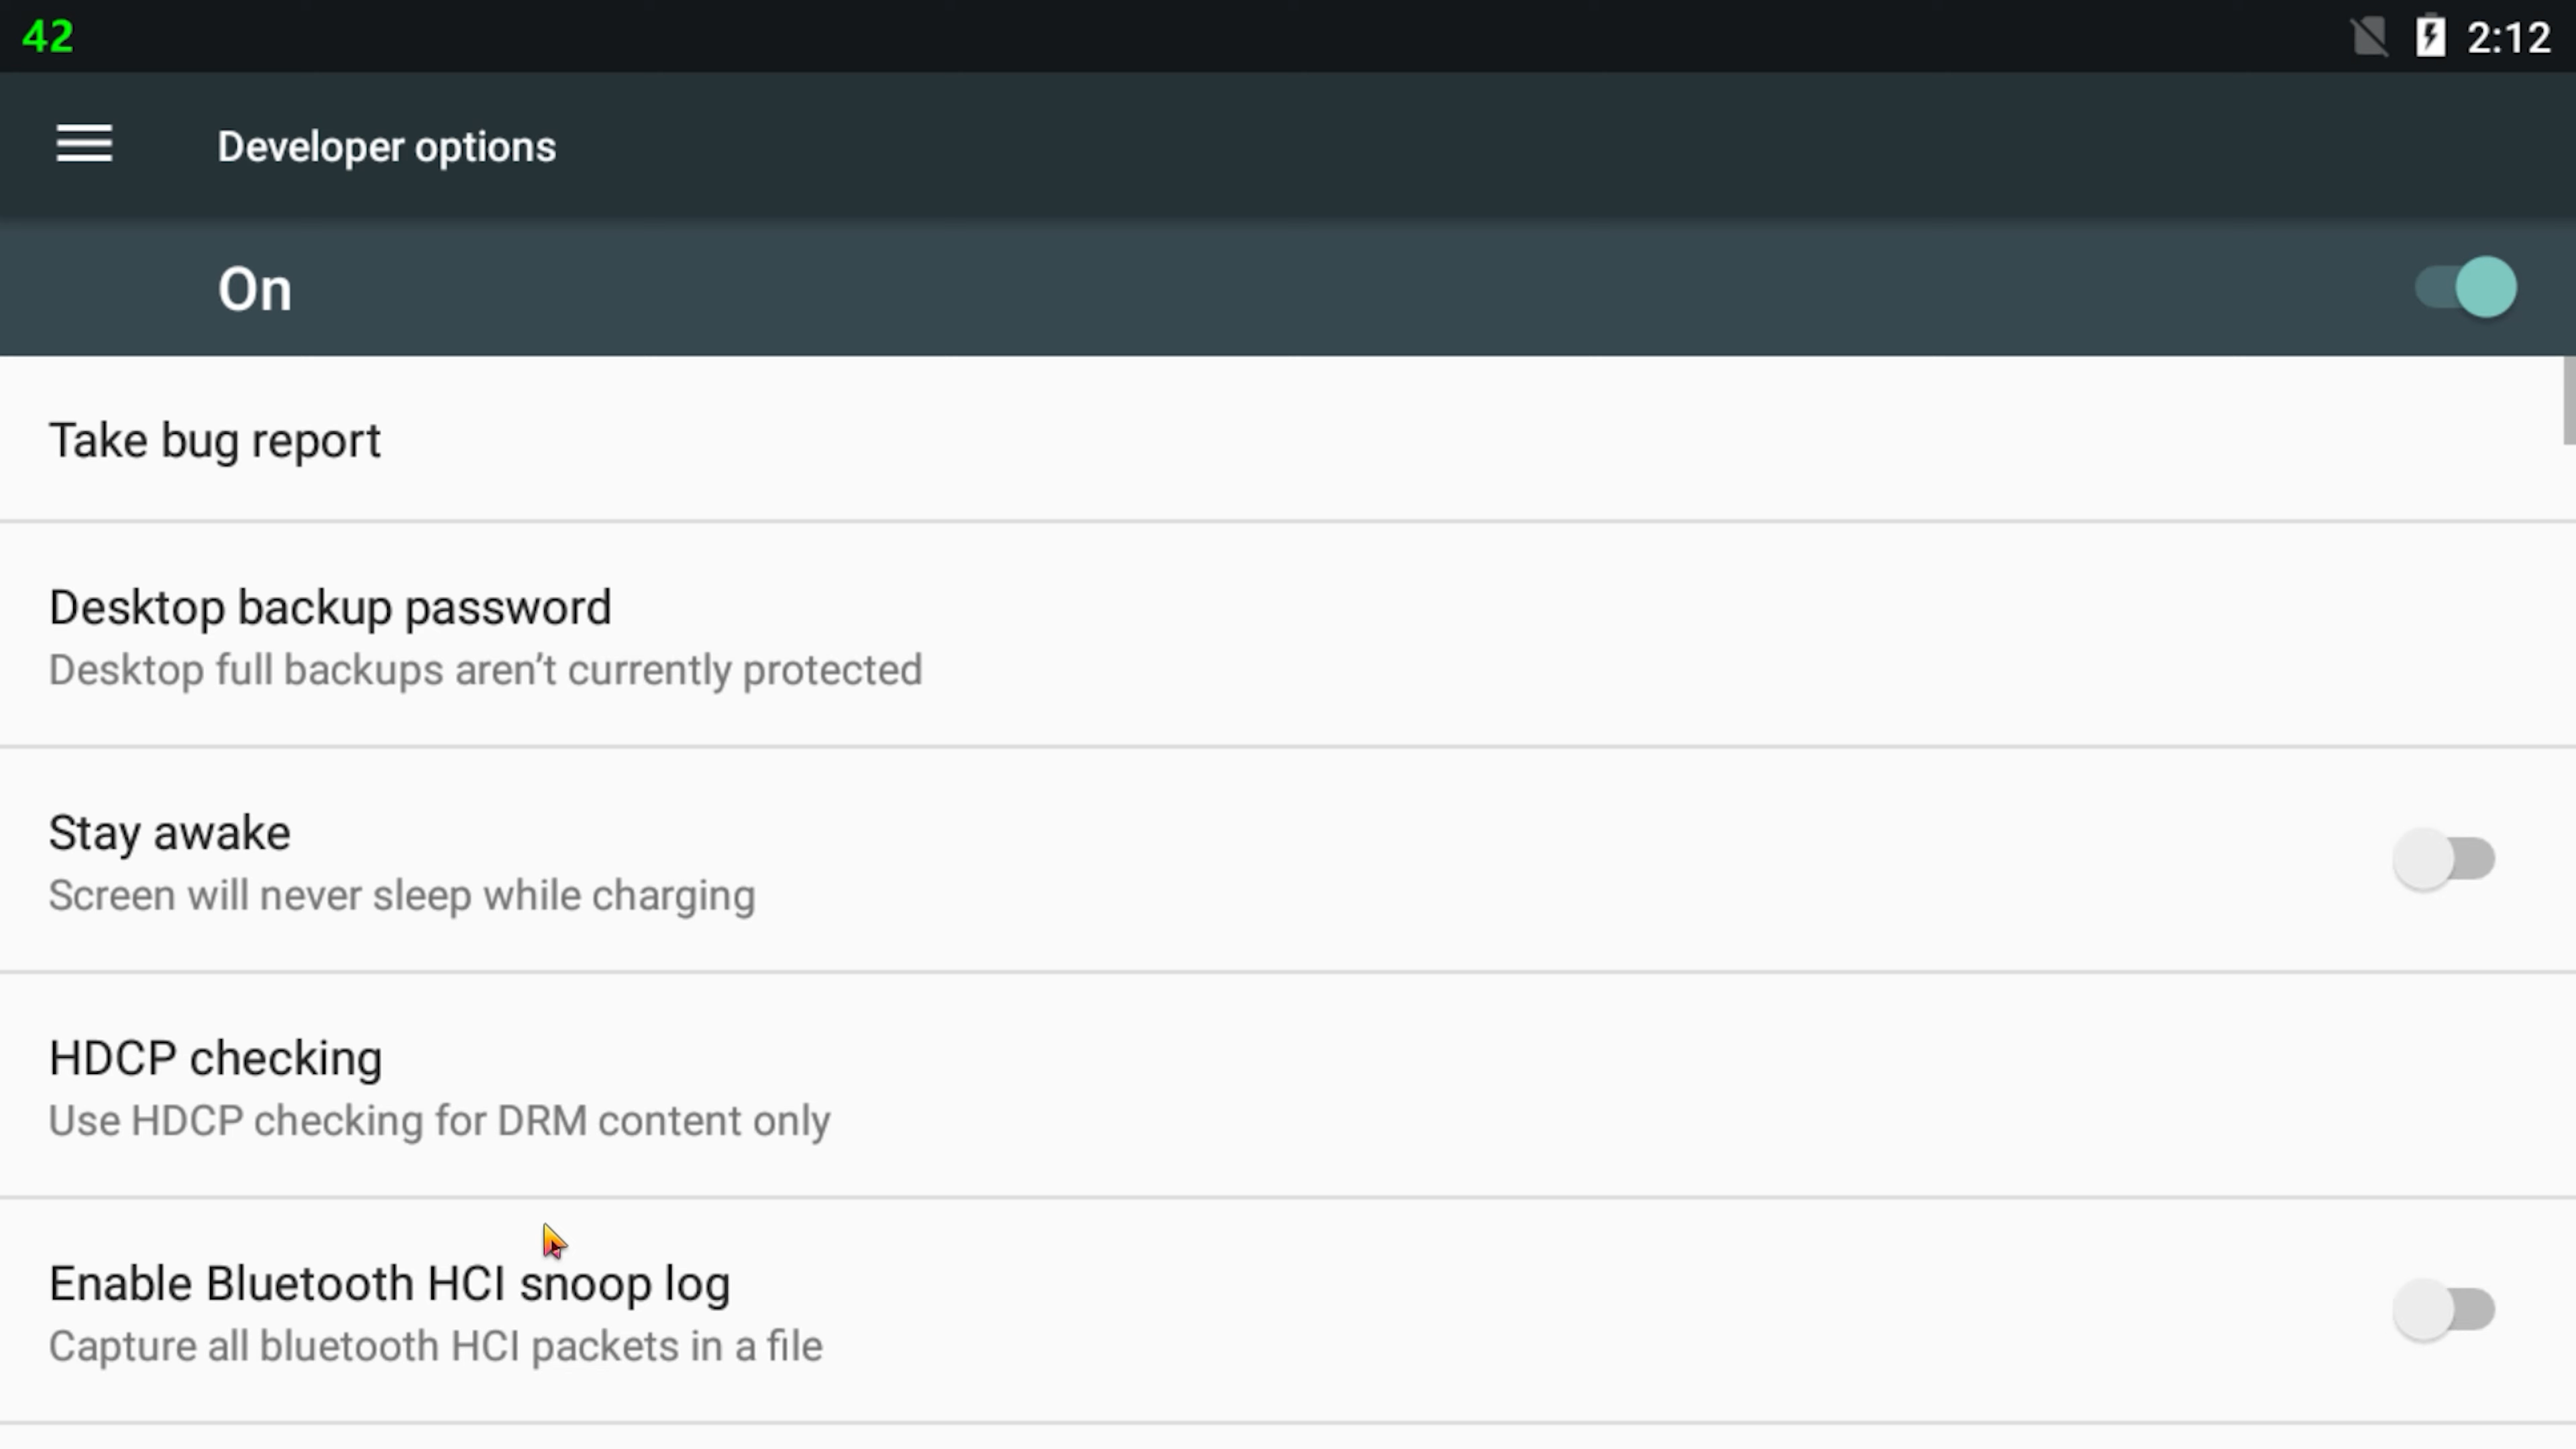 42
2:12
Developer options
On
Take bug report
Desktop backup password
Desktop full backups aren’t currently protected
Stay awake
Screen will never sleep while charging
HDCP checking
Use HDCP checking for DRM content only
Enable Bluetooth HCI snoop log
Capture all bluetooth HCI packets in a file